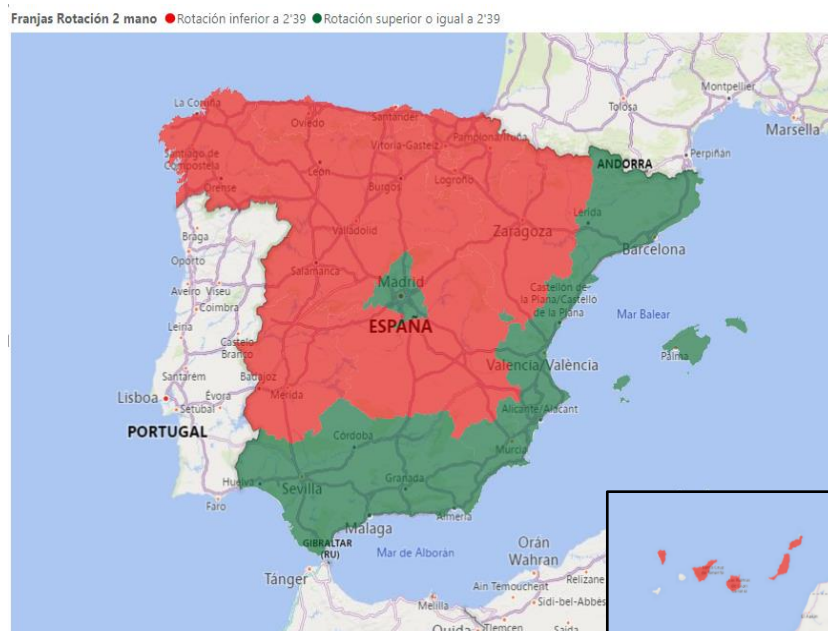 Franjas Rotación 2 mano Rotación inferior a 2'39 Rotación superior o igual a 2'39
Tolosa
Montpellier
Marsella
La Coruña
Oviedo
Santander
Santiago de
Compostela
Vitoria-Gasteiz
Pamplona/Iruña
ANDORRA
Perpiñán
Orense
León
Burgos
Logroño
Braga
Valladolid
Zaragoza
Lérida
Barcelona
Oporto
Salamanca
Madrid
Aveiro
Viseu
Castellón de
la Plana/Castelló
de la Plana
Mar Balear
Coimbra
ESPAÑA
Leiria
Castelo
Branco
Valencia/València
Palma
Santarém
Lisboa
Évora
Badajoz
Mérida
Setubal
Alicante/Alacant
PORTUGAL
Córdoba
Murcia
Huelva
Sevilla
Granada
Faro
Almería
Málaga
GIBRALTAR
(RU)
Mar de Alborán
Orán
Wahran
Tánger
Relizane
Ain Temouchent
Sidi-bel-Abbès
Melilla
Tlemcen
Saida